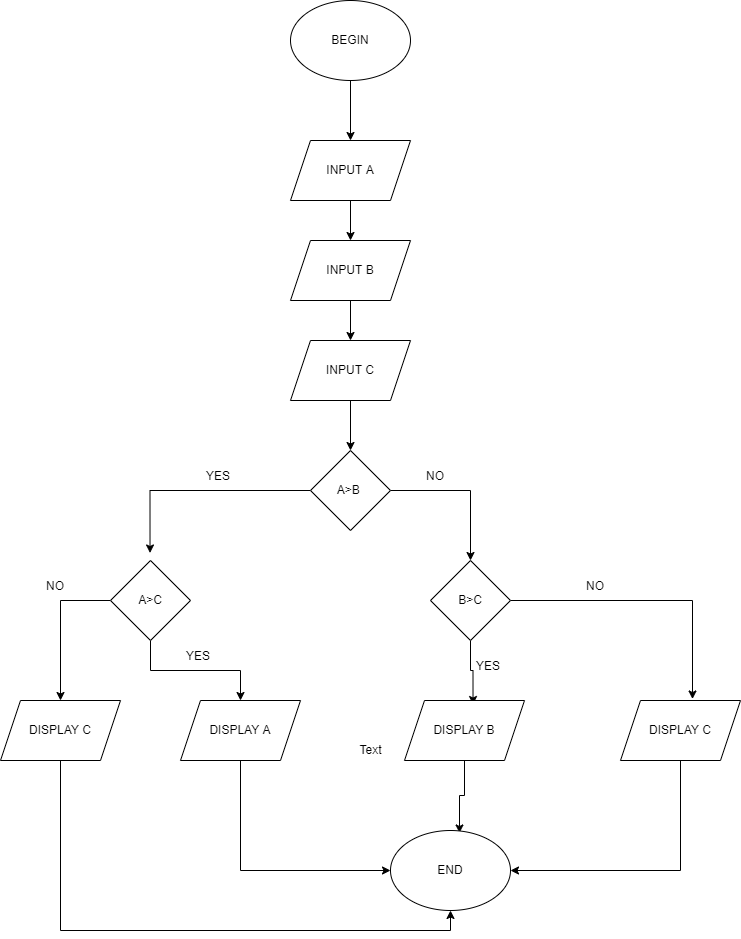 BEGIN
INPUT A
INPUT B
INPUT C
A>B
YES
NO
A>C
B>C
NO
YES
YES
NO
DISPLAY C
DISPLAY A
Text
DISPLAY B
DISPLAY C
END